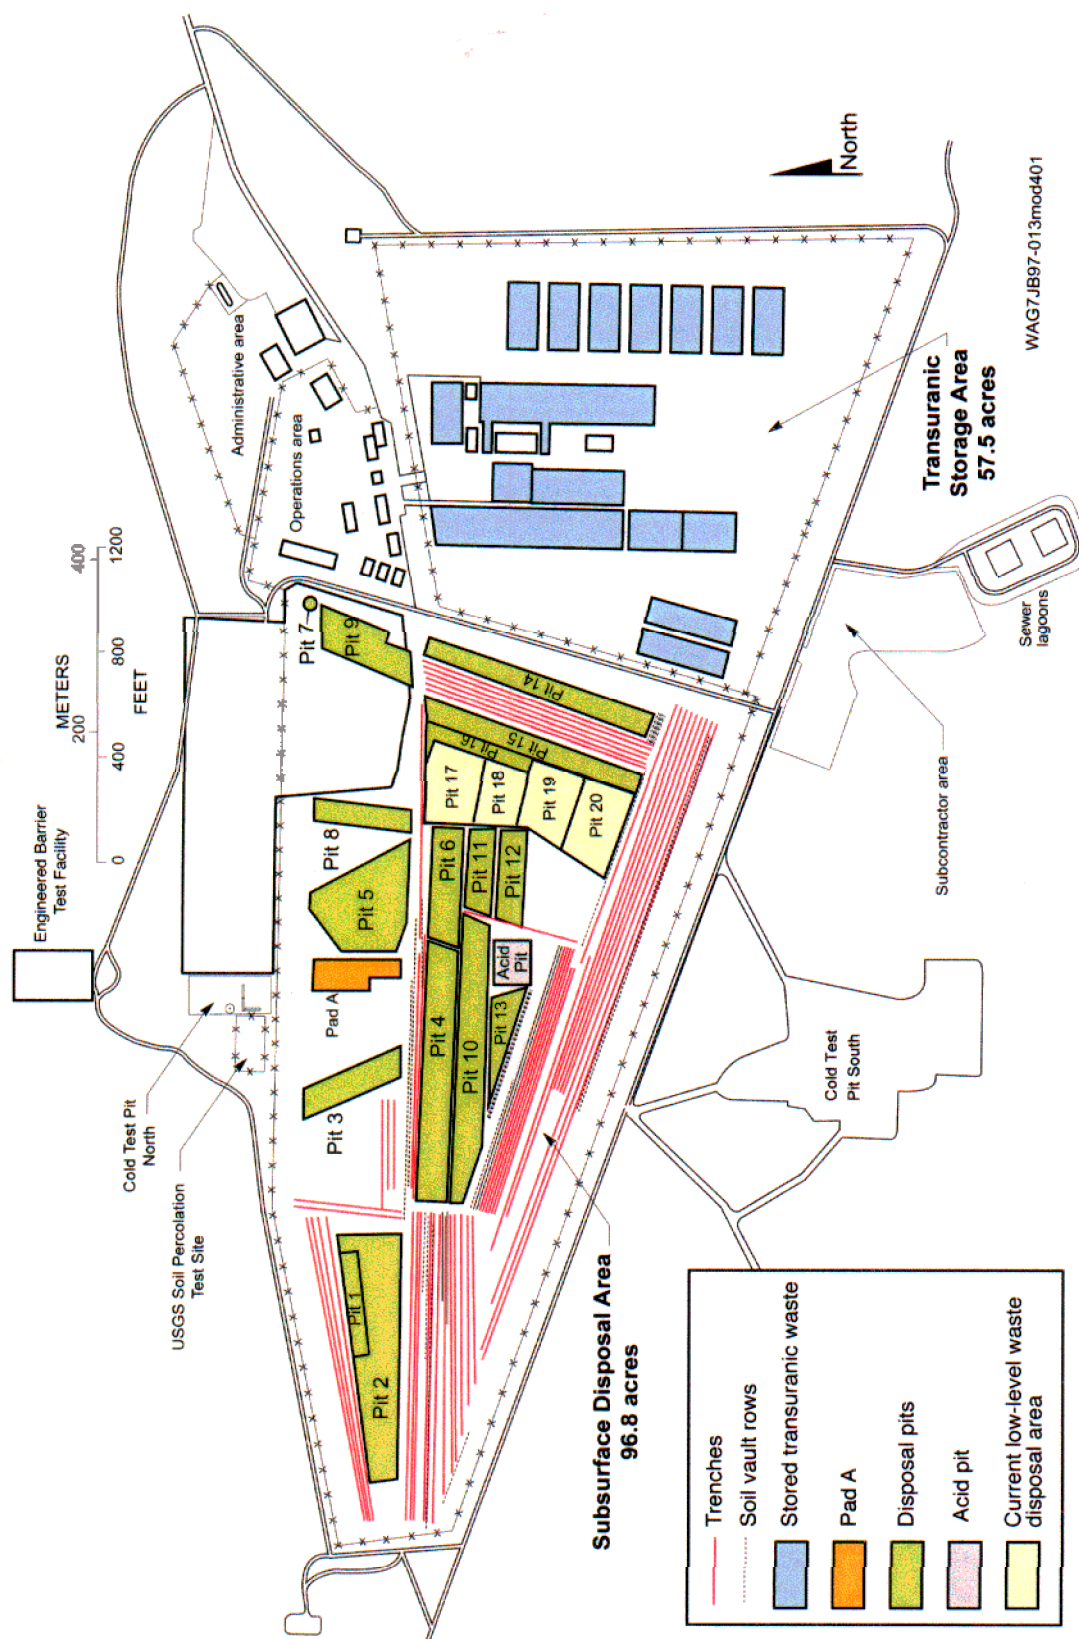 Engineered Barrier
Test Facility
METERS
200
400
0
400
800
1200
FEET
Cold Test Pit
North
USGS Soil Percolation
Test Site
Administrative area
Operations area
Pit 7
Pit 9
Pit 8
Pit 5
Pad A
Pit 3
Pit 1
Pit 2
Pit 14
Pit 15
Pit 16
Pit 17
Pit 18
Pit 19
Pit 20
Pit 6
Pit 11
Pit 12
Pit 4
Pit 10
Acid
Pit
Pit 13
Subsurface Disposal Area
96.8 acres
Transuranic
Storage Area
57.5 acres
North
WAG7JB97-013mod401
Sewer
lagoons
Subcontractor area
Cold Test
Pit South
Trenches
Soil vault rows
Stored transuranic waste
Pad A
Disposal pits
Acid pit
Current low-level waste
disposal area